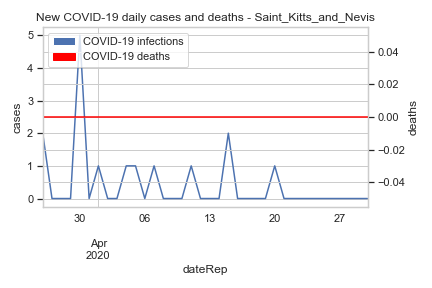 New COVID-19 daily cases and deaths - Saint_Kitts_and_Nevis
COVID-19 infections
COVID-19 deaths
5
4
3
2
1
0
cases
0.04
0.02
0.00
−0.02
−0.04
deaths
30 06 13 20 27
Apr
2020
dateRep